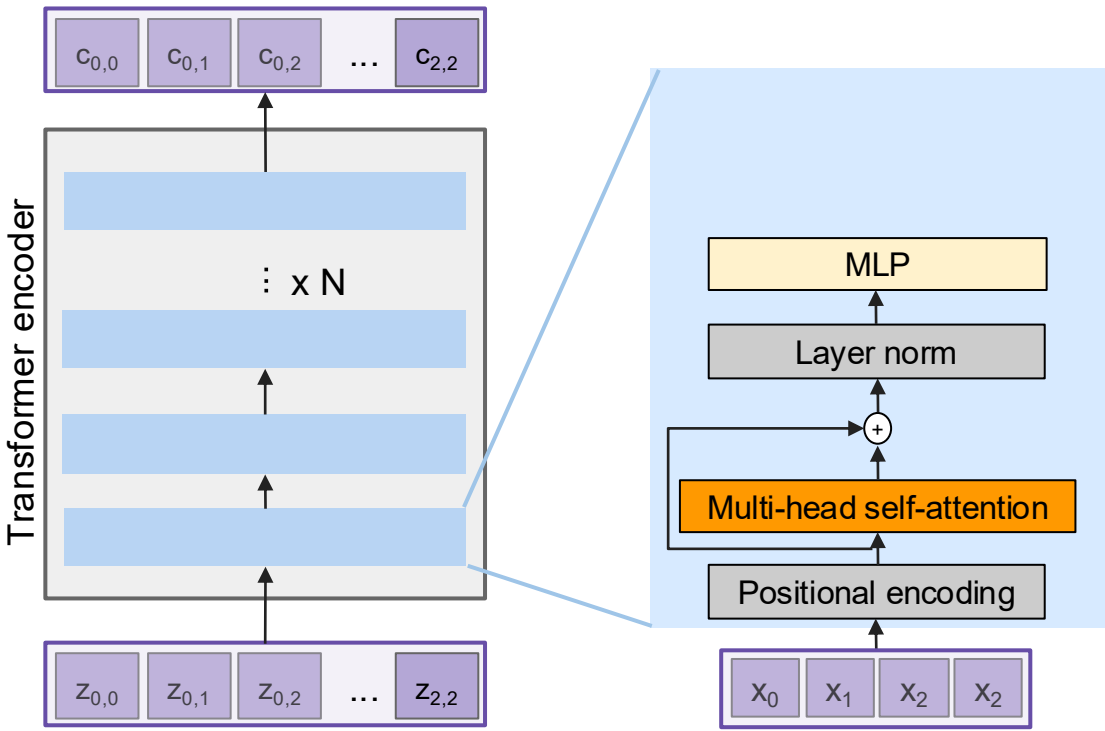 c0,0 c0,1 c0,2 ... c2,2
Transformer encoder
⋮ x N
z0,0 z0,1 z0,2 ... z2,2
MLP
Layer norm
+
Multi-head self-attention
Positional encoding
x0 x1 x2 x2